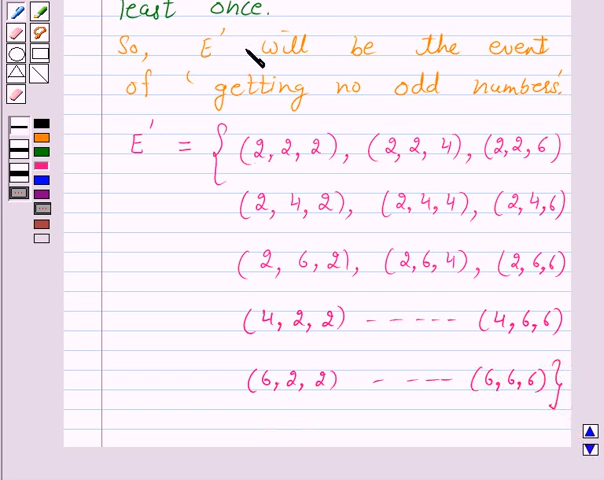 least once.
So, E' will be the event
of 'getting no odd numbers'.
E' = { (2, 2, 2), (2, 2, 4), (2, 2, 6)
(2, 4, 2), (2, 4, 4), (2, 4, 6)
(2, 6, 2), (2, 6, 4), (2, 6, 6)
(4, 2, 2) ----- (4, 6, 6)
(6, 2, 2) - - --- (6, 6, 6) }